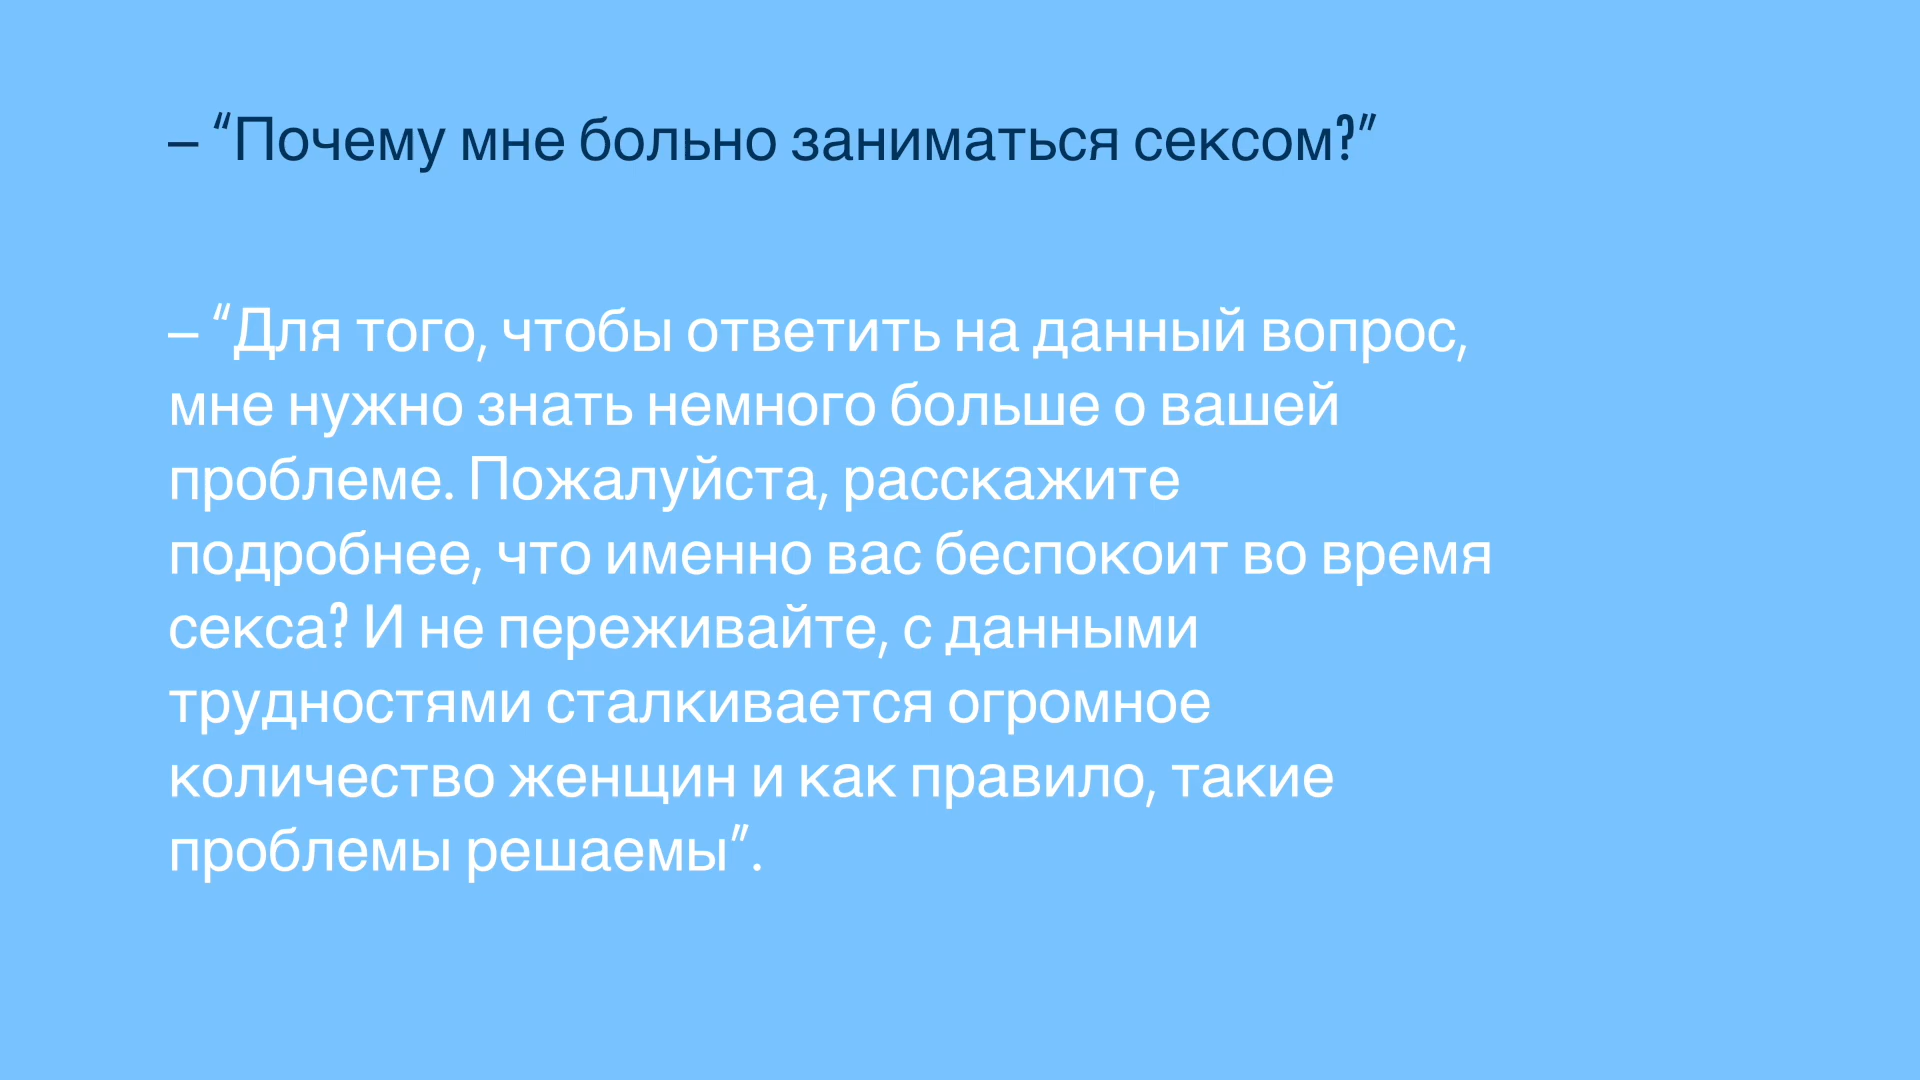 – “Почему мне больно заниматься сексом?”
– “Для того, чтобы ответить на данный вопрос,
мне нужно знать немного больше о вашей
проблеме. Пожалуйста, расскажите
подробнее, что именно вас беспокоит во время
секса? И не переживайте, с данными
трудностями сталкивается огромное
количество женщин и как правило, такие
проблемы решаемы”.